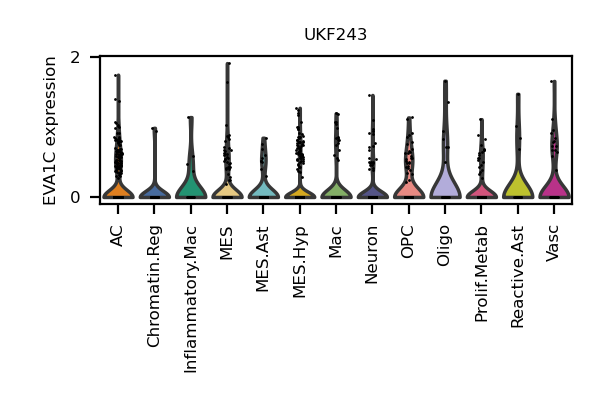 UKF243
EVA1C expression
2
0
AC
Chromatin.Reg
Inflammatory.Mac
MES
MES.Ast
MES.Hyp
Mac
Neuron
OPC
Oligo
Prolif.Metab
Reactive.Ast
Vasc